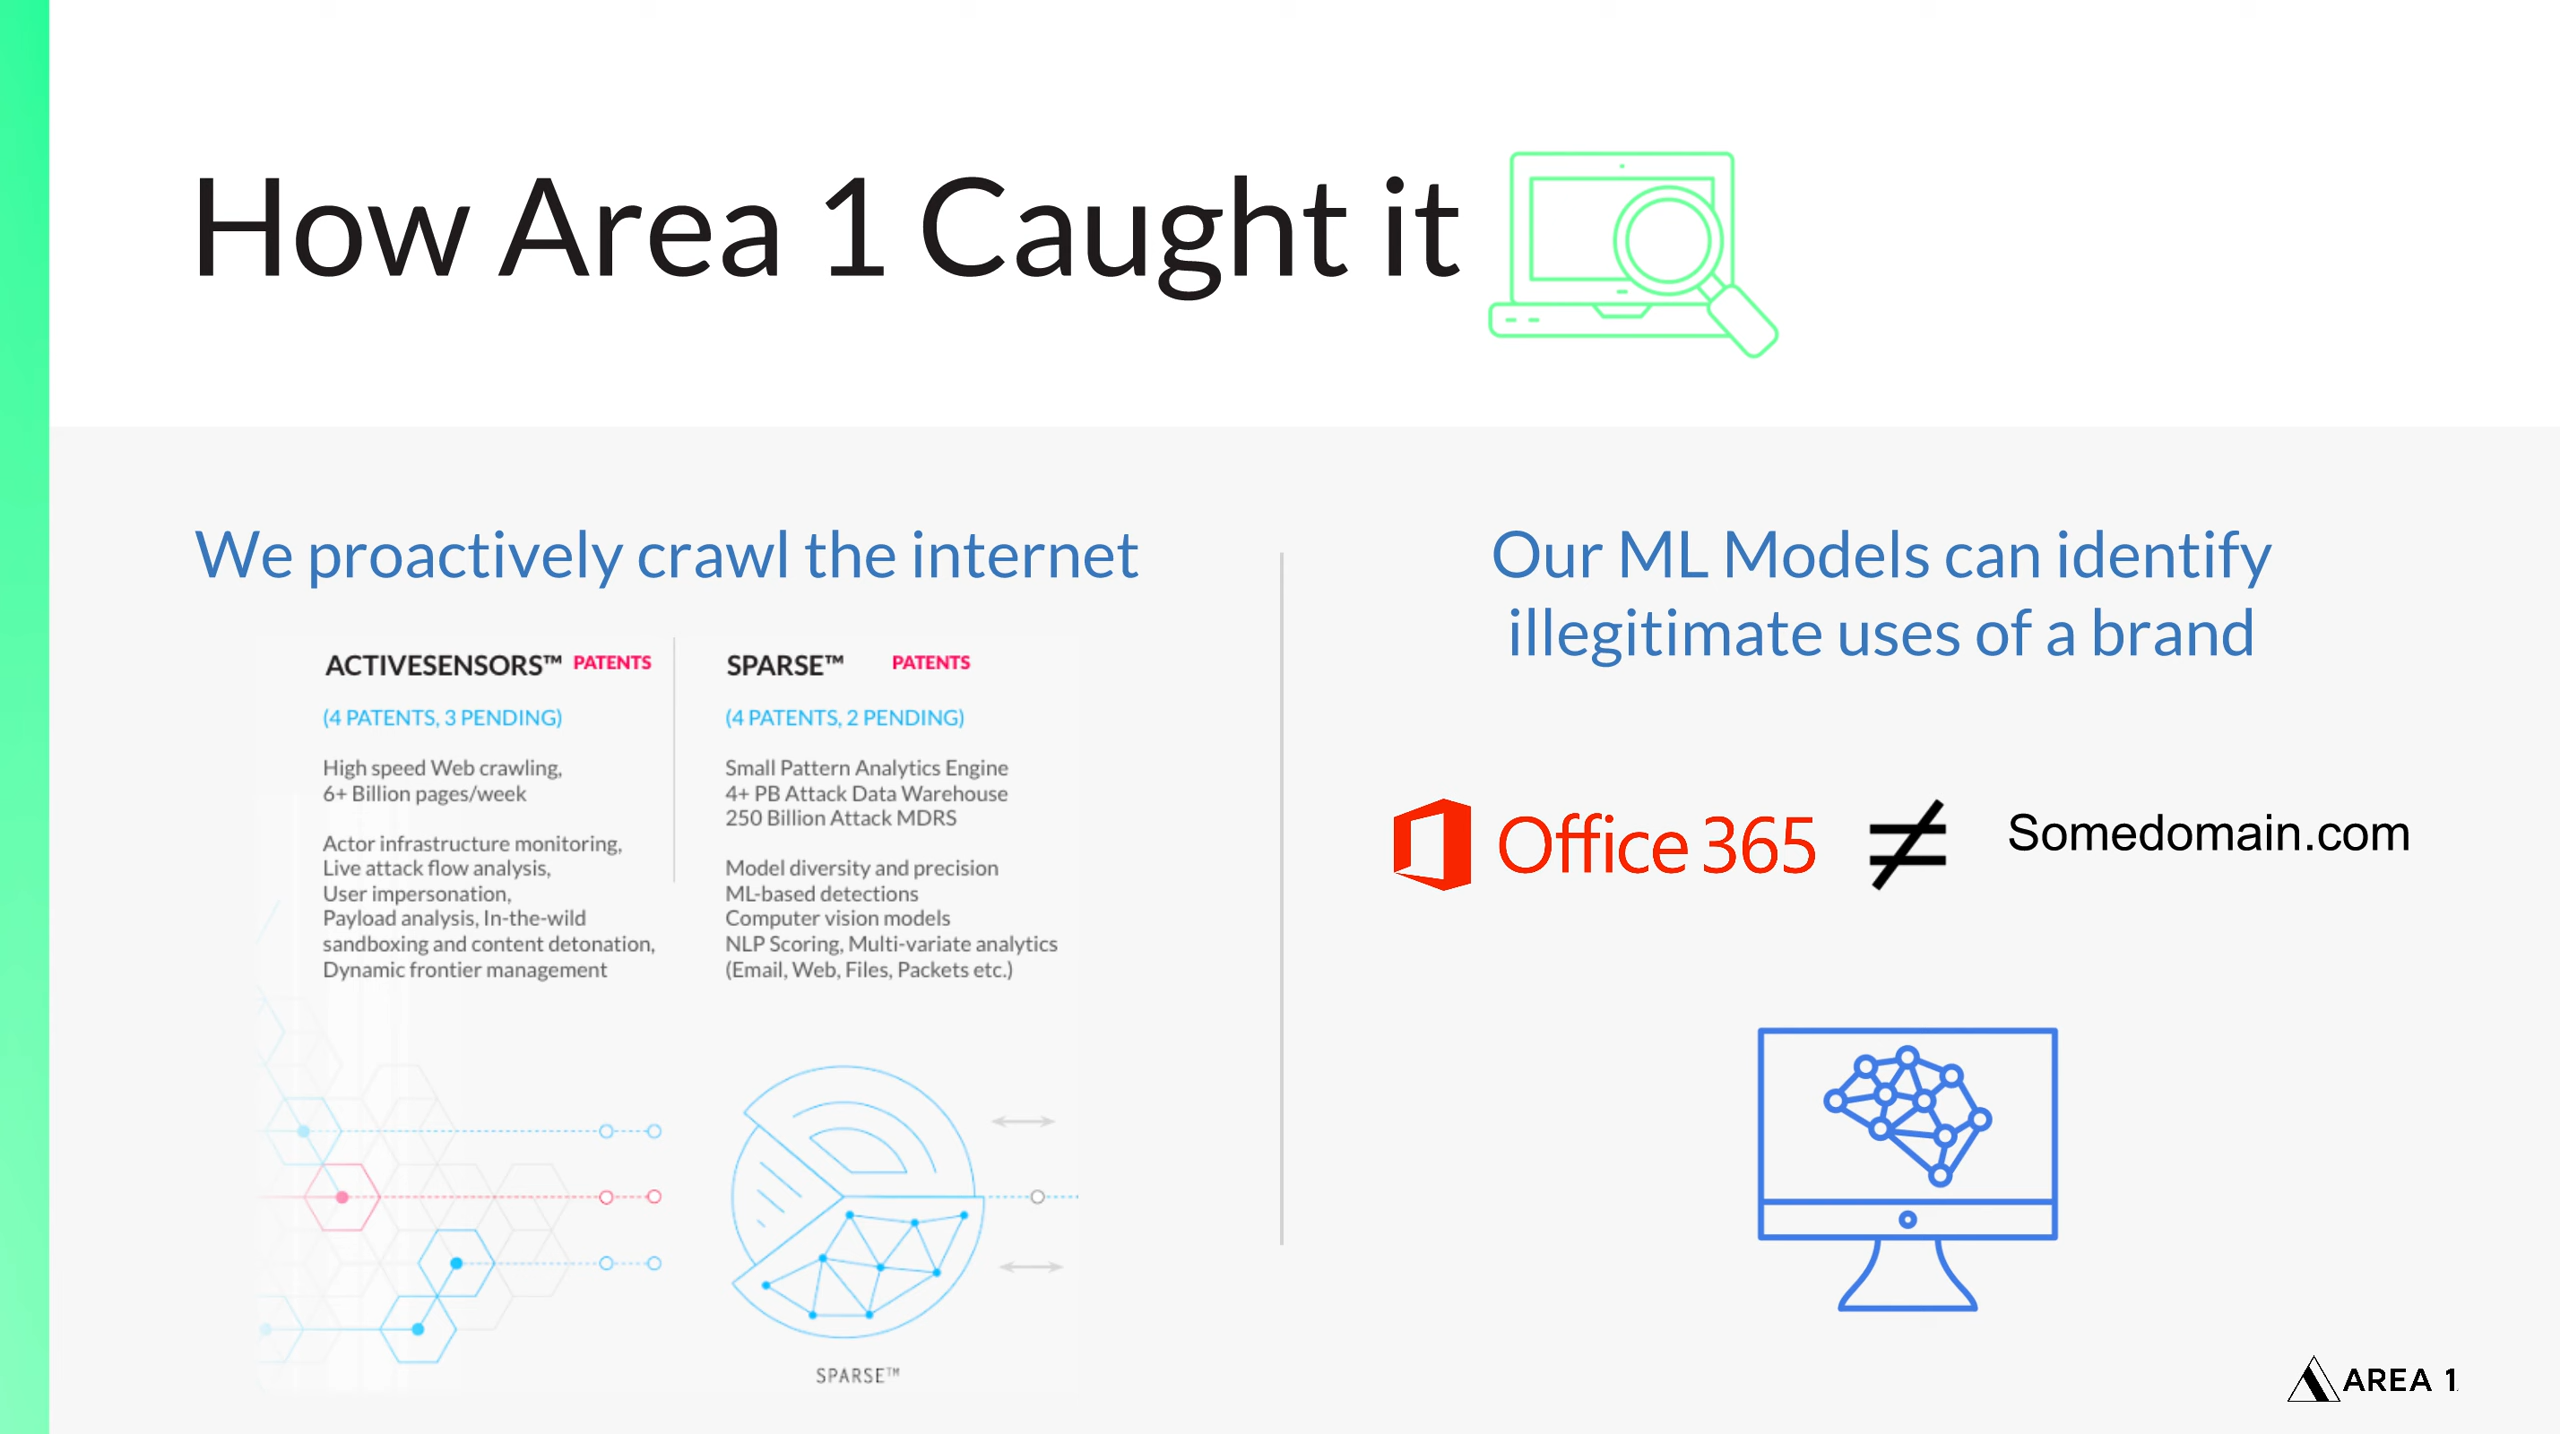 How Area 1 Caught it
We proactively crawl the internet
ACTIVESENSORS™ PATENTS
(4 PATENTS, 3 PENDING)
High speed Web crawling,
6+ Billion pages/week
Actor infrastructure monitoring,
Live attack flow analysis,
User impersonation,
Payload analysis, In-the-wild
sandboxing and content detonation,
Dynamic frontier management
SPARSE™ PATENTS
(4 PATENTS, 2 PENDING)
Small Pattern Analytics Engine
4+ PB Attack Data Warehouse
250 Billion Attack MDRS
Model diversity and precision
ML-based detections
Computer vision models
NLP Scoring, Multi-variate analytics
(Email, Web, Files, Packets etc.)
SPARSE™
Our ML Models can identify
illegitimate uses of a brand
Office 365 ≠ Somedomain.com
AREA 1